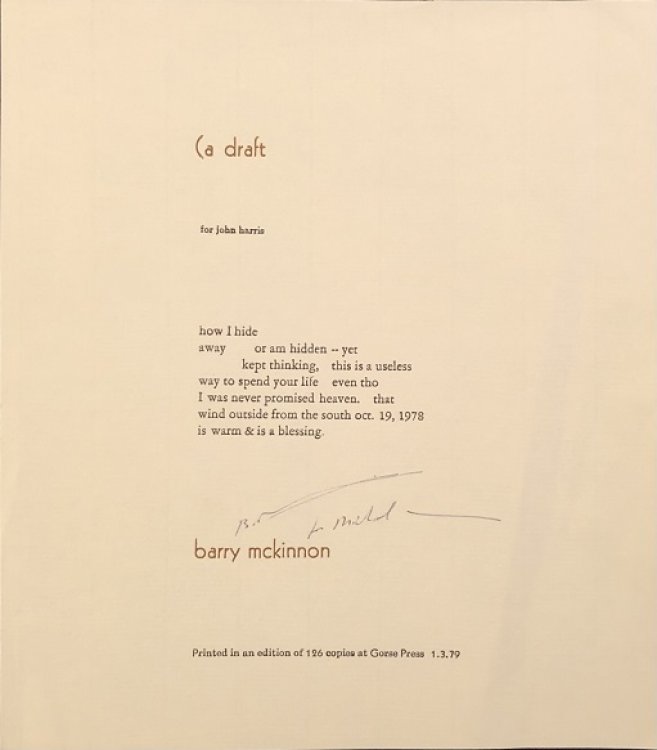 (a draft
for john harris
how I hide
away or am hidden -- yet
kept thinking, this is a useless
way to spend your life even tho
I was never promised heaven. that
wind outside from the south oct. 19, 1978
is warm & is a blessing.
barry mckinnon
Printed in an edition of 126 copies at Gorse Press 1.3.79